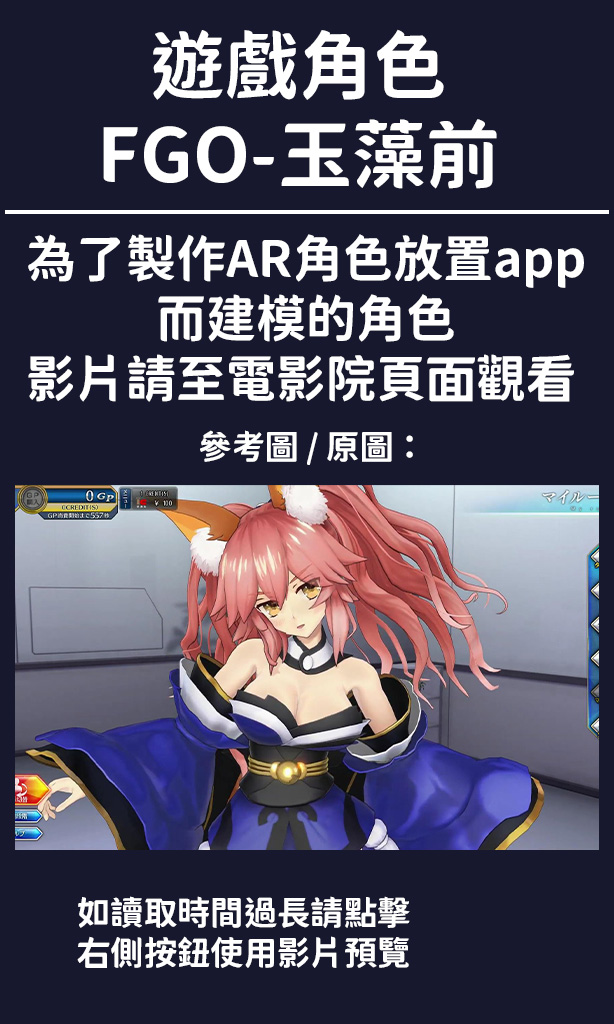 遊戲角色
FGO-玉藻前
為了製作AR角色放置app
而建模的角色
影片請至電影院頁面觀看
參考圖 / 原圖：
0 GP
0CREDIT(S)
GP消費開始まで557秒
¥ 100
マイルー
如讀取時間過長請點擊
右側按鈕使用影片預覽